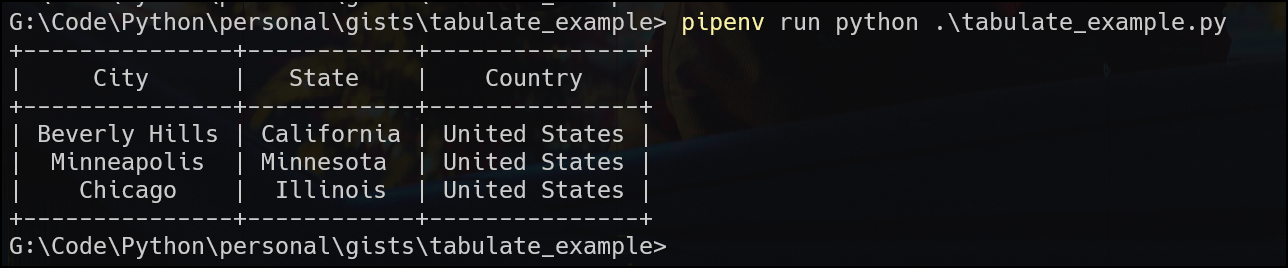 G:\Code\Python\personal\gists\tabulate_example> pipenv run python .\tabulate_example.py
+---------------+------------+---------------+
|     City      |   State    |    Country    |
+---------------+------------+---------------+
| Beverly Hills | California | United States |
|  Minneapolis  | Minnesota  | United States |
|    Chicago    |  Illinois  | United States |
+---------------+------------+---------------+
G:\Code\Python\personal\gists\tabulate_example>